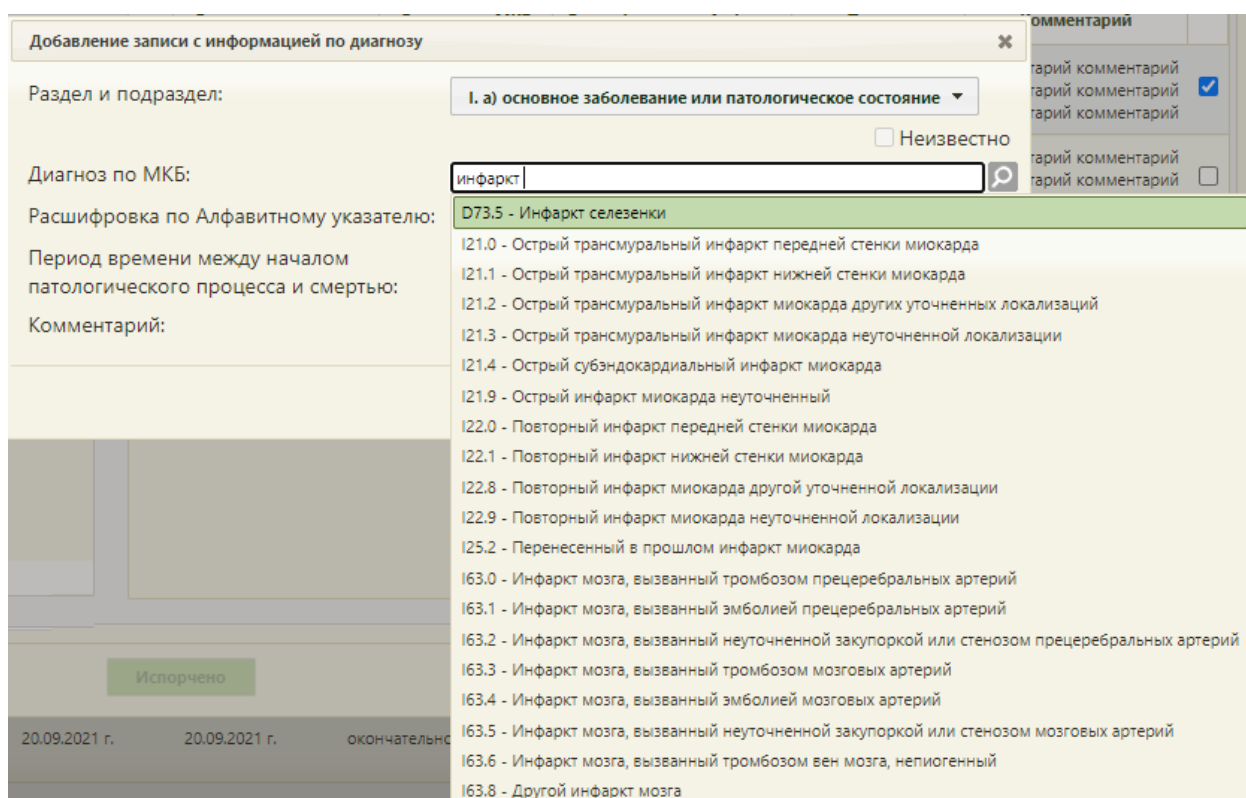 Комментарий
Добавление записи с информацией по диагнозу
тарий комментарий
Раздел и подраздел:
I. а) основное заболевание или патологическое состояние
тарий комментарий
тарий комментарий
Неизвестно
тарий комментарий
Диагноз по МКБ:
инфаркт
тарий комментарий
Расшифровка по Алфавитному указателю:
D73.5 - Инфаркт селезенки
I21.0 - Острый трансмуральный инфаркт передней стенки миокарда
Период времени между началом
патологического процесса и смертью:
I21.1 - Острый трансмуральный инфаркт нижней стенки миокарда
I21.2 - Острый трансмуральный инфаркт миокарда других уточненных локализаций
Комментарий:
I21.3 - Острый трансмуральный инфаркт миокарда неуточненной локализации
I21.4 - Острый субэндокардиальный инфаркт миокарда
I21.9 - Острый инфаркт миокарда неуточненный
I22.0 - Повторный инфаркт передней стенки миокарда
I22.1 - Повторный инфаркт нижней стенки миокарда
I22.8 - Повторный инфаркт миокарда другой уточненной локализации
I22.9 - Повторный инфаркт миокарда неуточненной локализации
I25.2 - Перенесенный в прошлом инфаркт миокарда
I63.0 - Инфаркт мозга, вызванный тромбозом прецеребральных артерий
I63.1 - Инфаркт мозга, вызванный эмболией прецеребральных артерий
I63.2 - Инфаркт мозга, вызванный неуточненной закупоркой или стенозом прецеребральных артерий
I63.3 - Инфаркт мозга, вызванный тромбозом мозговых артерий
Испорчено
I63.4 - Инфаркт мозга, вызванный эмболией мозговых артерий
I63.5 - Инфаркт мозга, вызванный неуточненной закупоркой или стенозом мозговых артерий
20.09.2021 г. 20.09.2021 г. окончательно
I63.6 - Инфаркт мозга, вызванный тромбозом вен мозга, непиогенный
I63.8 - Другой инфаркт мозга